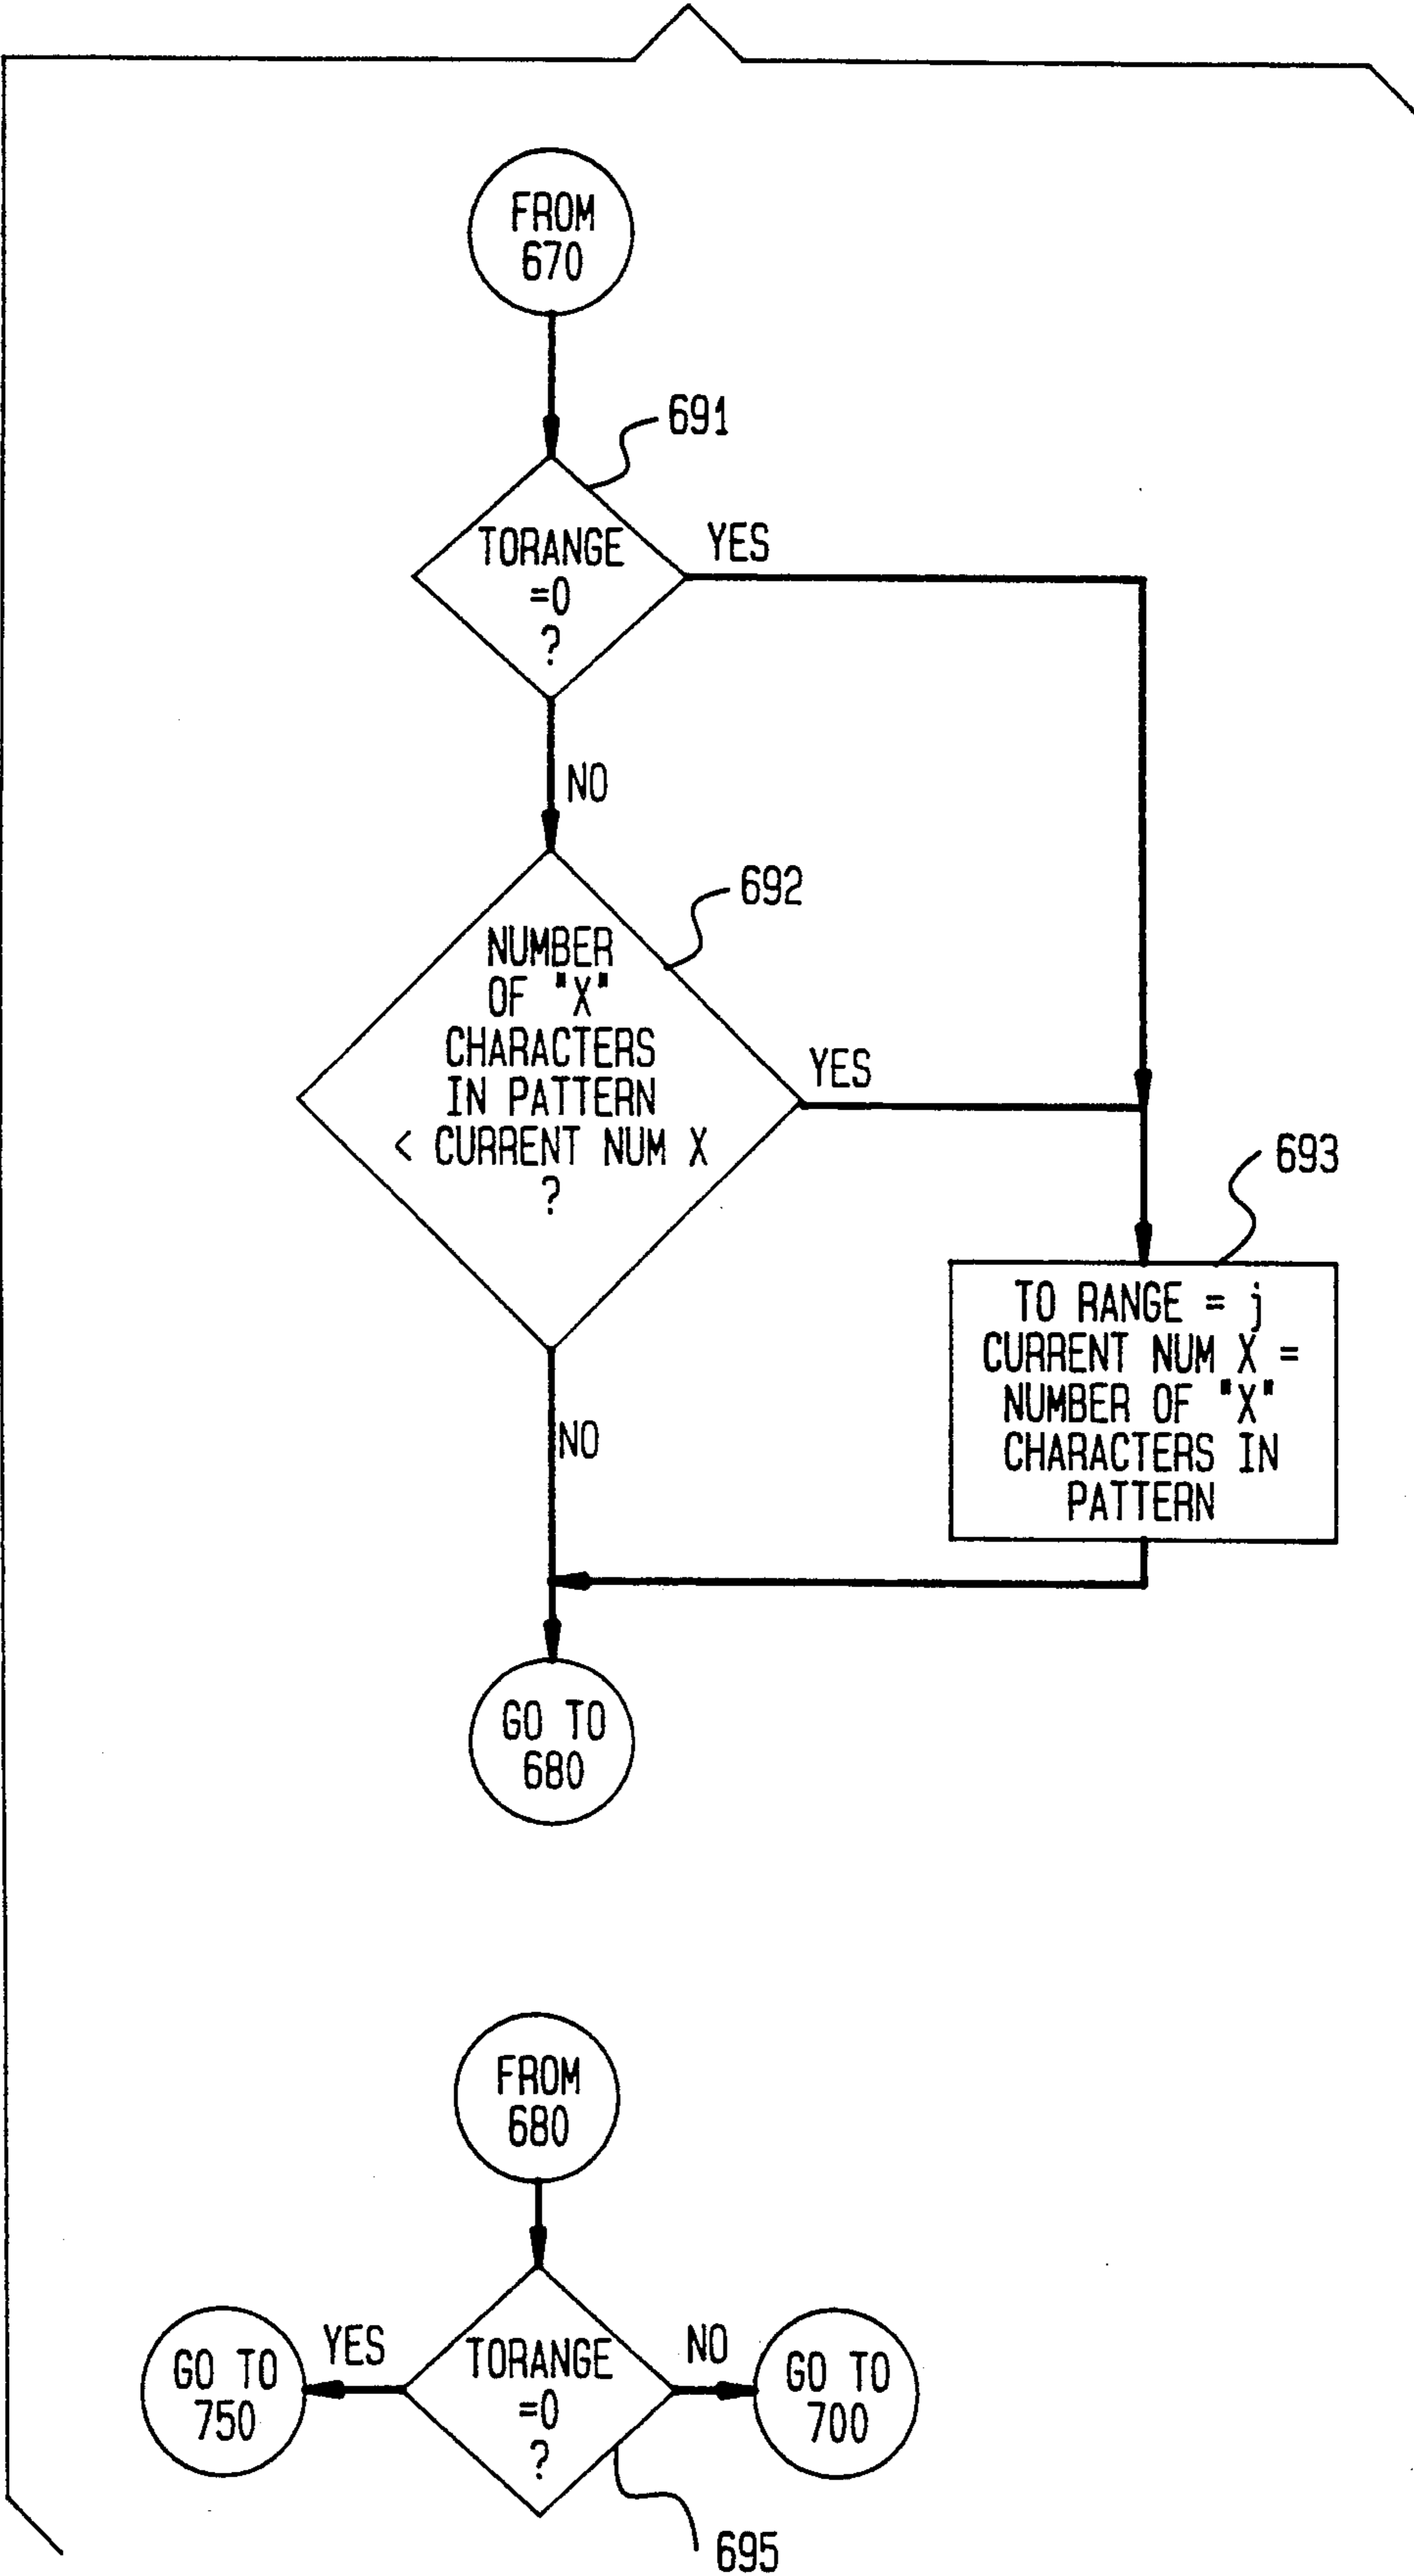 FROM
670
691
TORANGE
=0
?
YES
NO
692
NUMBER
OF "X"
CHARACTERS
IN PATTERN
< CURRENT NUM X
?
YES
693
TO RANGE = j
CURRENT NUM X =
NUMBER OF "X"
CHARACTERS IN
PATTERN
NO
GO TO
680
FROM
680
TORANGE
=0
?
YES
GO TO
750
NO
GO TO
700
695